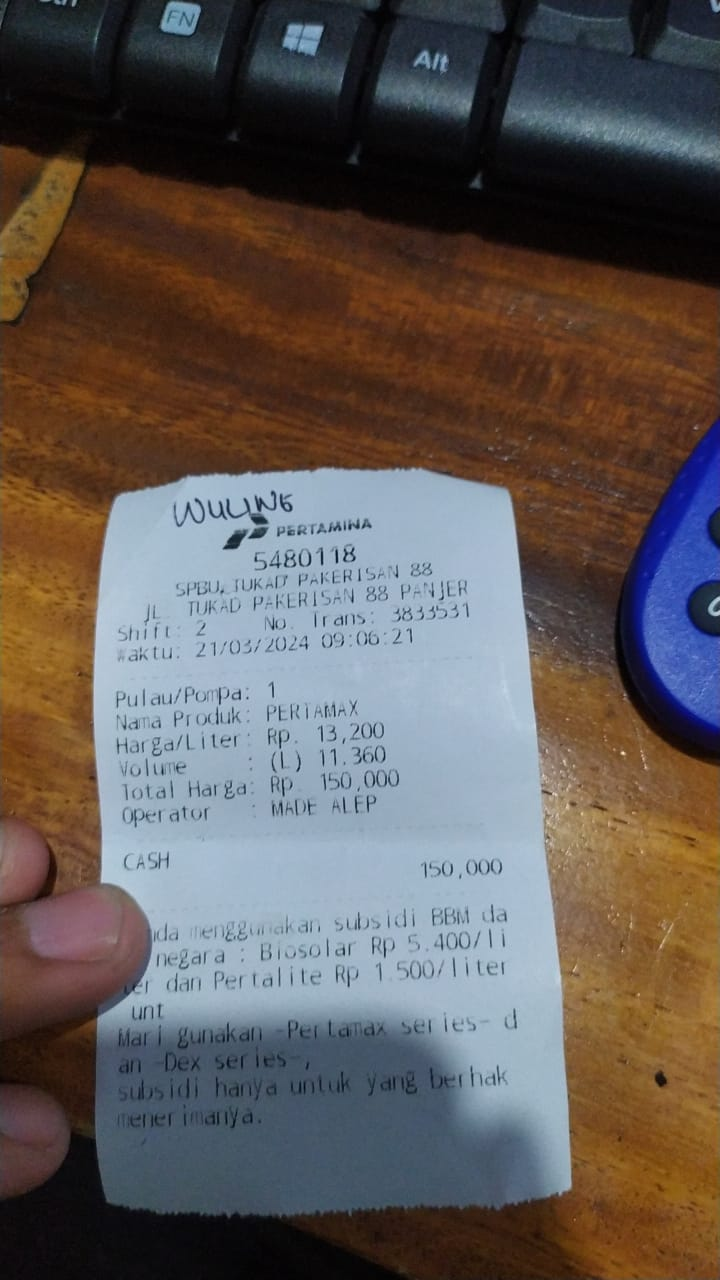 FN
Alt
WULING
PERTAMINA
5480118
SPBU. TUKAD PAKERISAN 88
JL. TUKAD PAKERISAN 88 PANJER
Shift: 2 No. Trans: 3833531
Waktu: 21/03/2024 09:06:21
Pulau/Pompa: 1
Nama Produk: PERTAMAX
Harga/Liter: Rp. 13,200
Volume : (L) 11.360
Total Harga: Rp. 150,000
Operator : MADE ALEP
CASH 150,000
nda menggunakan subsidi BBM da
negara : Biosolar Rp 5.400/li
ter dan Pertalite Rp 1.500/liter
unt
Mari gunakan -Pertamax series- d
an -Dex series-,
subsidi hanya untuk yang berhak
menerimanya.